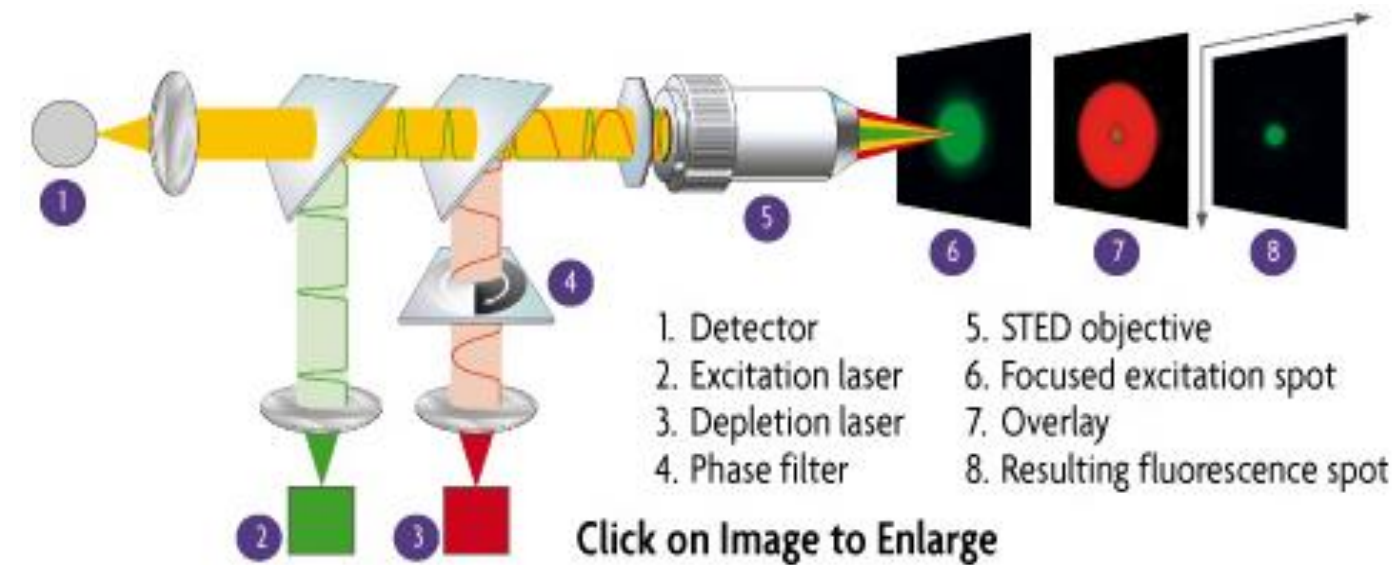 1
5
6
7
8
4
1. Detector
2. Excitation laser
3. Depletion laser
4. Phase filter
5. STED objective
6. Focused excitation spot
7. Overlay
8. Resulting fluorescence spot
2
3
Click on Image to Enlarge